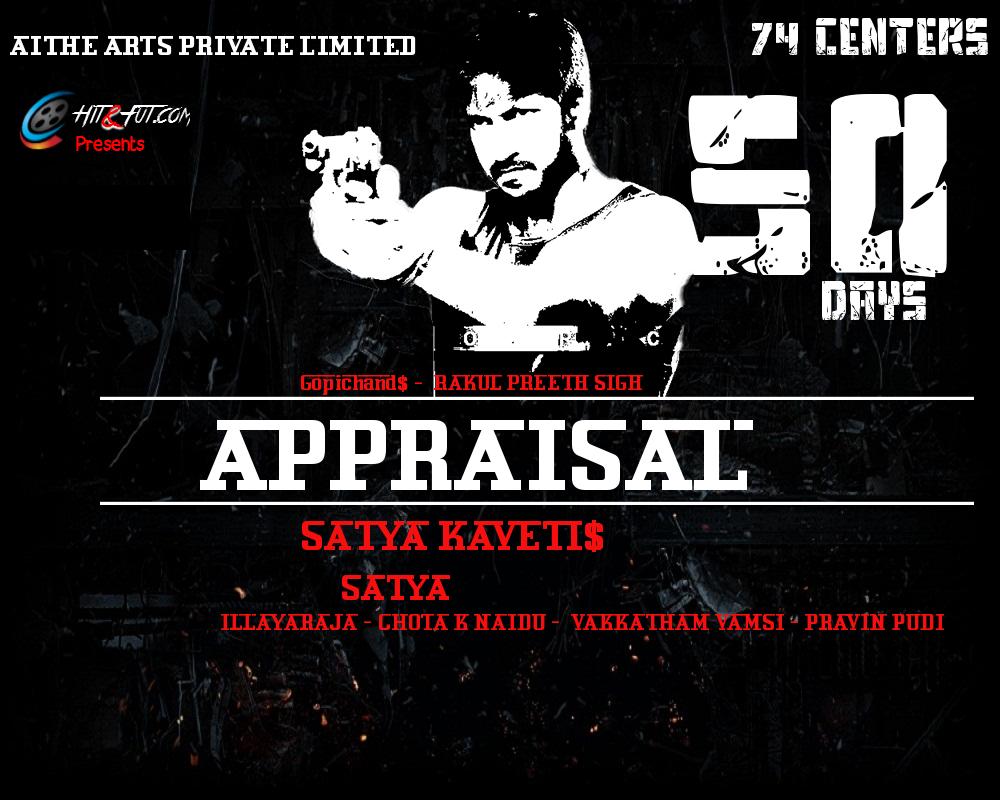 AITHE ARTS PRIVATE LIMITED
74 CENTERS
HIT&FUT.COM
Presents
50
DAYS
Gopichand$ - RAKUL PREETH SIGH
APPRAISAL
SATYA KAVETI$
SATYA
ILLAYARAJA - CHOTA K NAIDU - VAKKATHAM VAMSI - PRAVIN PUDI